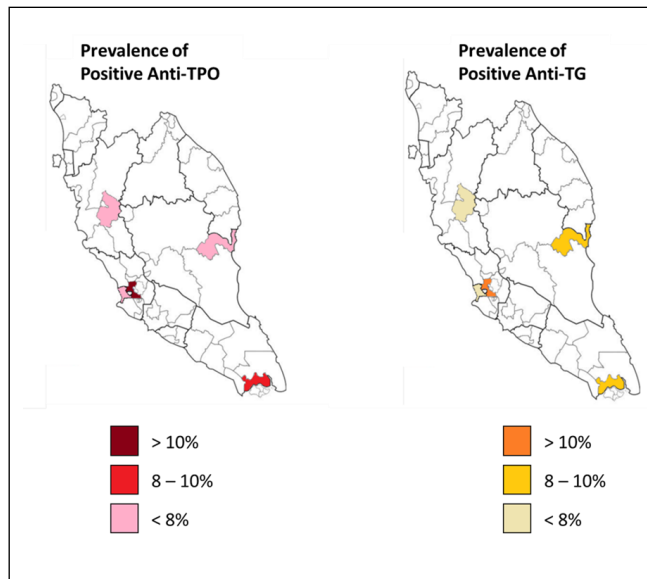 Prevalence of
Positive Anti-TPO
> 10%
8 – 10%
< 8%
Prevalence of
Positive Anti-TG
> 10%
8 – 10%
< 8%